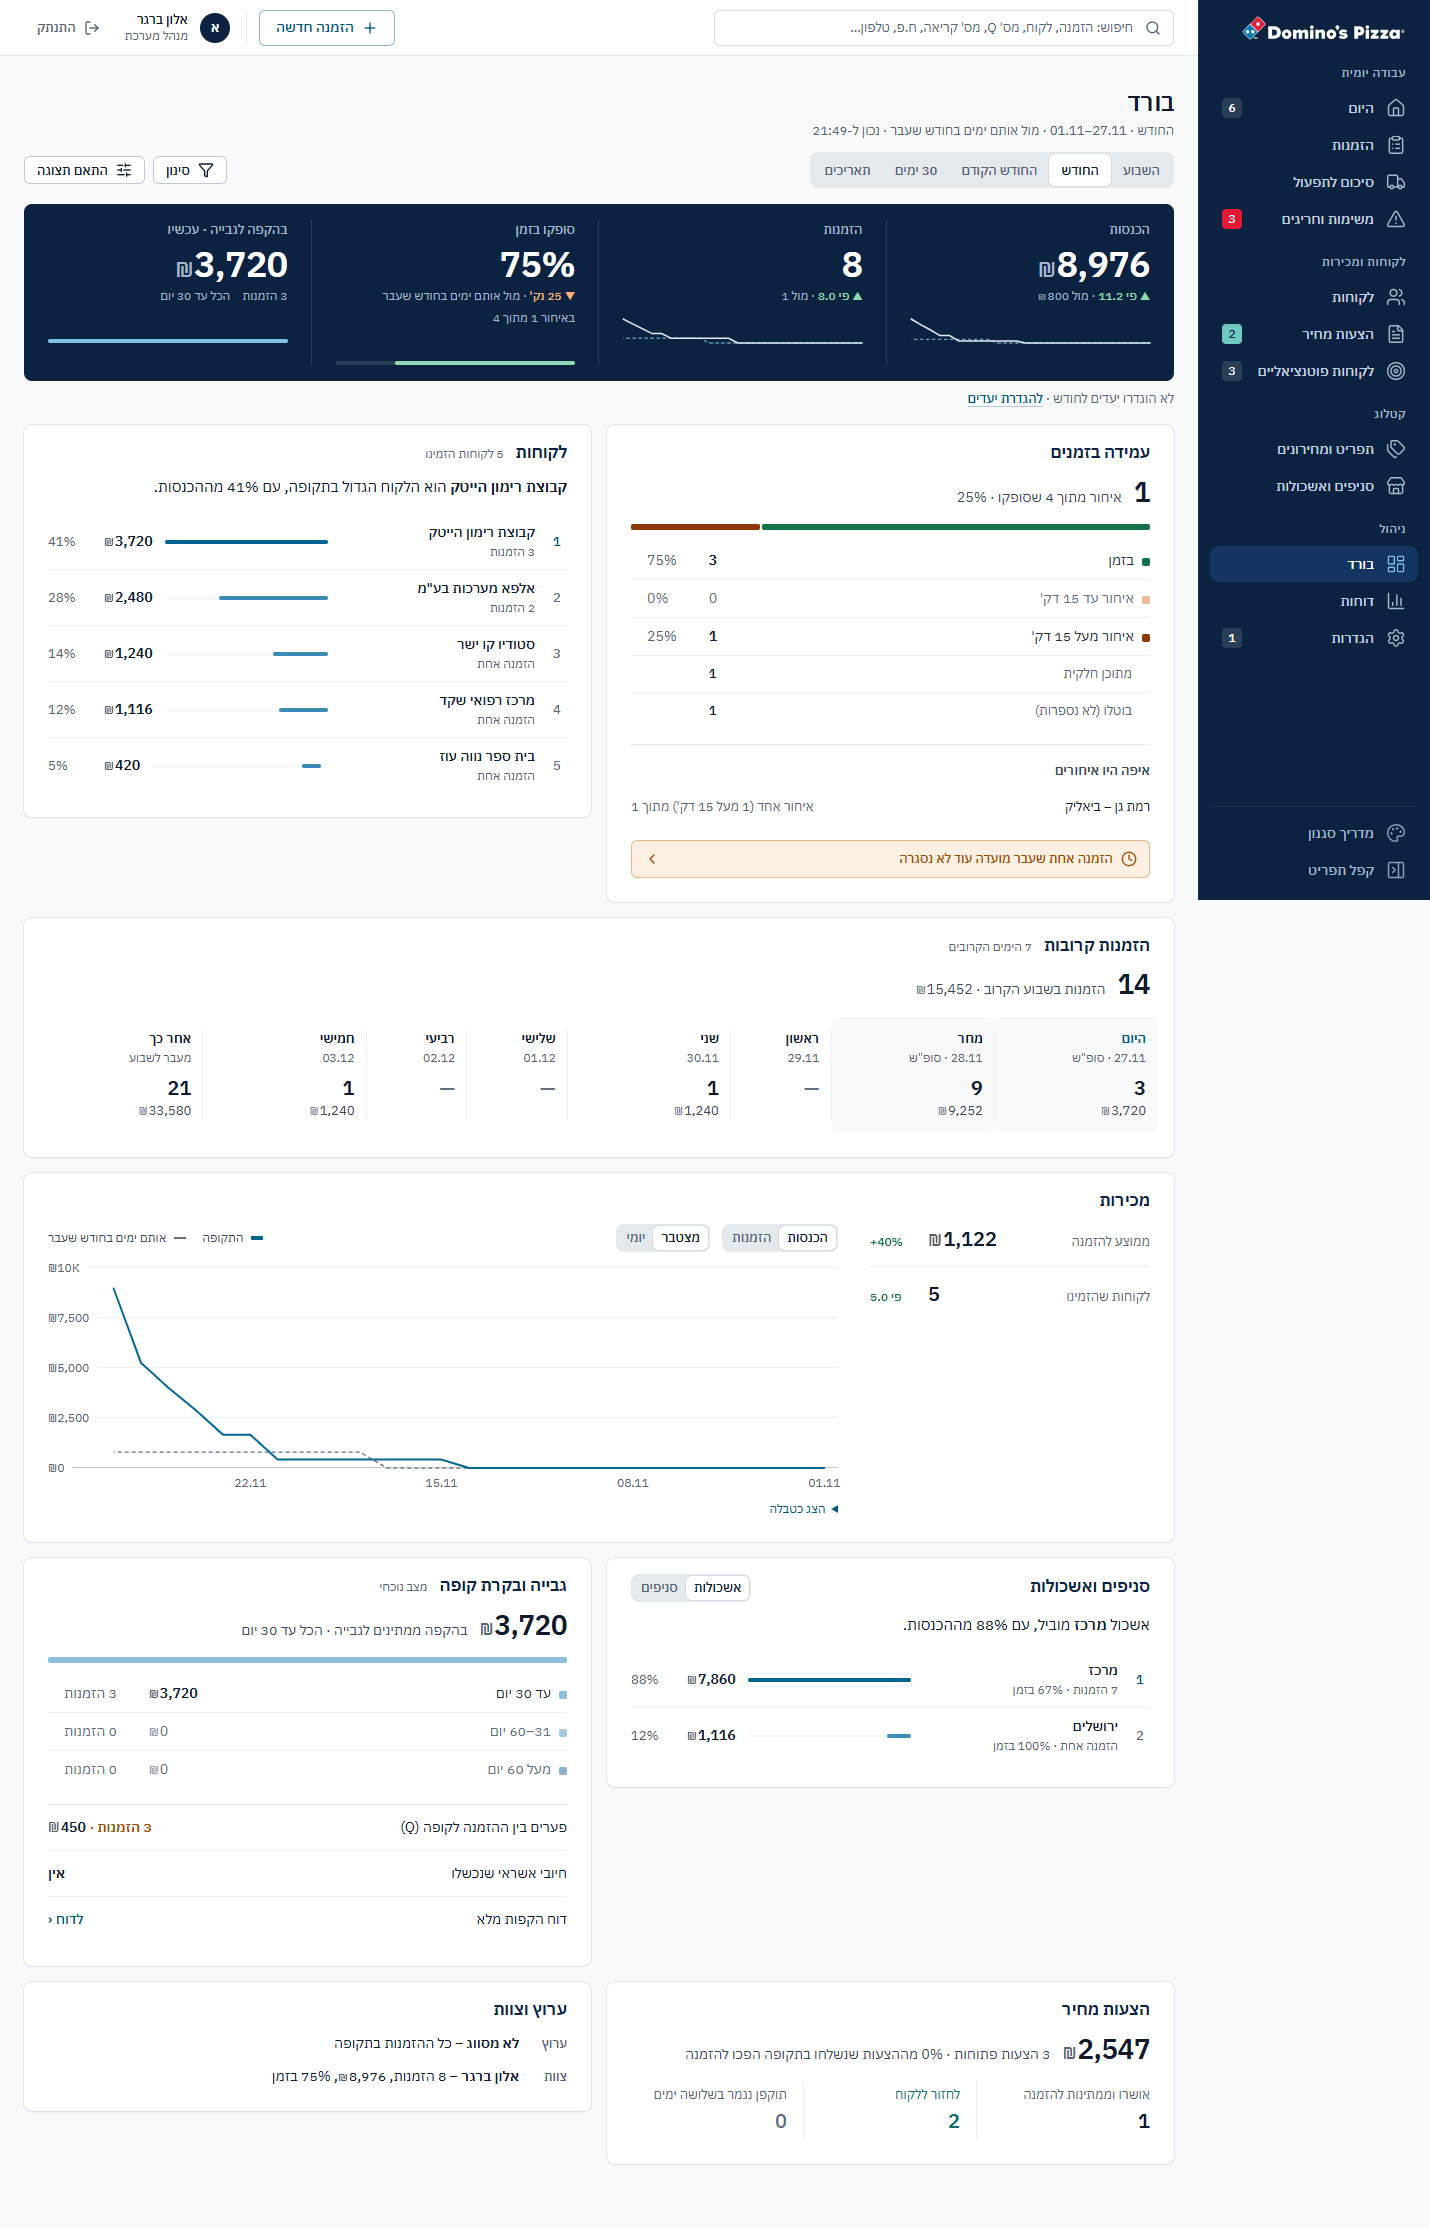 Domino's Pizza
עבודה יומית
היום 6
הזמנות
סיכום לתפעול
משימות וחריגים 3
לקוחות ומכירות
לקוחות
הצעות מחיר 2
לקוחות פוטנציאליים 3
קטלוג
תפריט ומחירונים
סניפים ואשכולות
ניהול
בורד
דוחות
הגדרות 1
מדריך סגנון
קפל תפריט
חיפוש: הזמנה, לקוח, מס' Q, מס' קריאה, ח.פ, טלפון...
הזמנה חדשה
א
אלון ברגר
מנהל מערכת
התנתק
בורד
החודש · 01.11–27.11 · מול אותם ימים בחודש שעבר · נכון ל-21:49
השבוע החודש החודש הקודם 30 ימים תאריכים
סינון התאם תצוגה
הכנסות
₪8,976
▲ פי 11.2 · מול ₪800
הזמנות
8
▲ פי 8.0 · מול 1
סופקו בזמן
75%
▼ 25 נק' · מול אותם ימים בחודש שעבר
באיחור 1 מתוך 4
בהקפה לגבייה · עכשיו
₪3,720
3 הזמנות הכל עד 30 יום
לא הוגדרו יעדים לחודש · להגדרת יעדים
עמידה בזמנים
1 איחור מתוך 4 שסופקו · 25%
בזמן 3 75%
איחור עד 15 דק' 0 0%
איחור מעל 15 דק' 1 25%
מתוכן חלקית 1
בוטלו (לא נספרות) 1
איפה היו איחורים
רמת גן – ביאליק איחור אחד (1 מעל 15 דק') מתוך 1
הזמנה אחת שעבר מועדה עוד לא נסגרה
לקוחות 5 לקוחות הזמינו
קבוצת רימון הייטק הוא הלקוח הגדול בתקופה, עם 41% מההכנסות.
1 קבוצת רימון הייטק ₪3,720 41%
3 הזמנות
2 אלפא מערכות בע"מ ₪2,480 28%
2 הזמנות
3 סטודיו קו ישר ₪1,240 14%
הזמנה אחת
4 מרכז רפואי שקד ₪1,116 12%
הזמנה אחת
5 בית ספר נווה עוז ₪420 5%
הזמנה אחת
הזמנות קרובות 7 הימים הקרובים
14 הזמנות בשבוע הקרוב · ₪15,452
היום מחר ראשון שני שלישי רביעי חמישי אחר כך
27.11 · סופ"ש 28.11 · סופ"ש 29.11 30.11 01.12 02.12 03.12 מעבר לשבוע
3 9 — 1 — — 1 21
₪3,720 ₪9,252 ₪1,240 ₪1,240 ₪33,580
מכירות
ממוצע להזמנה ₪1,122 +40%
לקוחות שהזמינו 5 פי 5.0
הכנסות הזמנות מצטבר יומי
התקופה אותם ימים בחודש שעבר
₪10K
₪7,500
₪5,000
₪2,500
₪0
01.11 08.11 15.11 22.11
◄ הצג כטבלה
סניפים ואשכולות
אשכולות סניפים
אשכול מרכז מוביל, עם 88% מההכנסות.
1 מרכז ₪7,860 88%
7 הזמנות · 67% בזמן
2 ירושלים ₪1,116 12%
הזמנה אחת · 100% בזמן
גבייה ובקרת קופה מצב נוכחי
₪3,720 בהקפה ממתינים לגבייה · הכל עד 30 יום
עד 30 יום ₪3,720 3 הזמנות
31–60 יום ₪0 0 הזמנות
מעל 60 יום ₪0 0 הזמנות
פערים בין ההזמנה לקופה (Q) 3 הזמנות · ₪450
חיובי אשראי שנכשלו אין
דוח הקפות מלא לדוח ‹
הצעות מחיר
₪2,547 3 הצעות פתוחות · 0% מההצעות שנשלחו בתקופה הפכו להזמנה
אושרו וממתינות להזמנה לחזור ללקוח תוקפן נגמר בשלושה ימים
1 2 0
ערוץ וצוות
ערוץ לא מסווג – כל ההזמנות בתקופה
צוות אלון ברגר – 8 הזמנות, ₪8,976, 75% בזמן